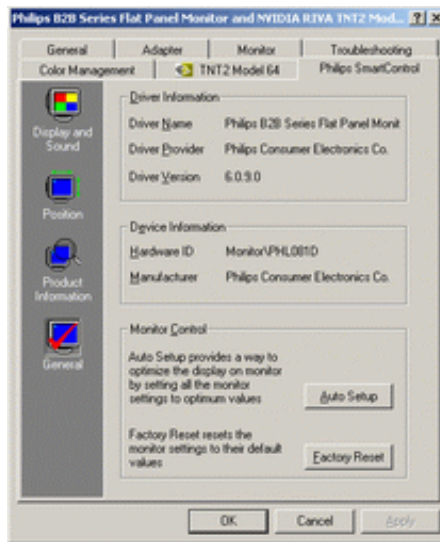 Philips B2B Series Flat Panel Monitor and NVIDIA RIVA TNT2 Mod...
General Adapter Monitor Troubleshooting
Color Management TNT2 Model 64 Philips SmartControl
Display and
Sound
Position
Product
Information
General
Driver Information
Driver Name Philips B2B Series Flat Panel Monit
Driver Provider Philips Consumer Electronics Co.
Driver Version 6.0.9.0
Device Information
Hardware ID Monitor\PHL081D
Manufacturer Philips Consumer Electronics Co.
Monitor Control
Auto Setup provides a way to
optimize the display on monitor
by setting all the monitor
settings to optimum values
Auto Setup
Factory Reset resets the
monitor settings to their default
values
Factory Reset
OK Cancel Apply